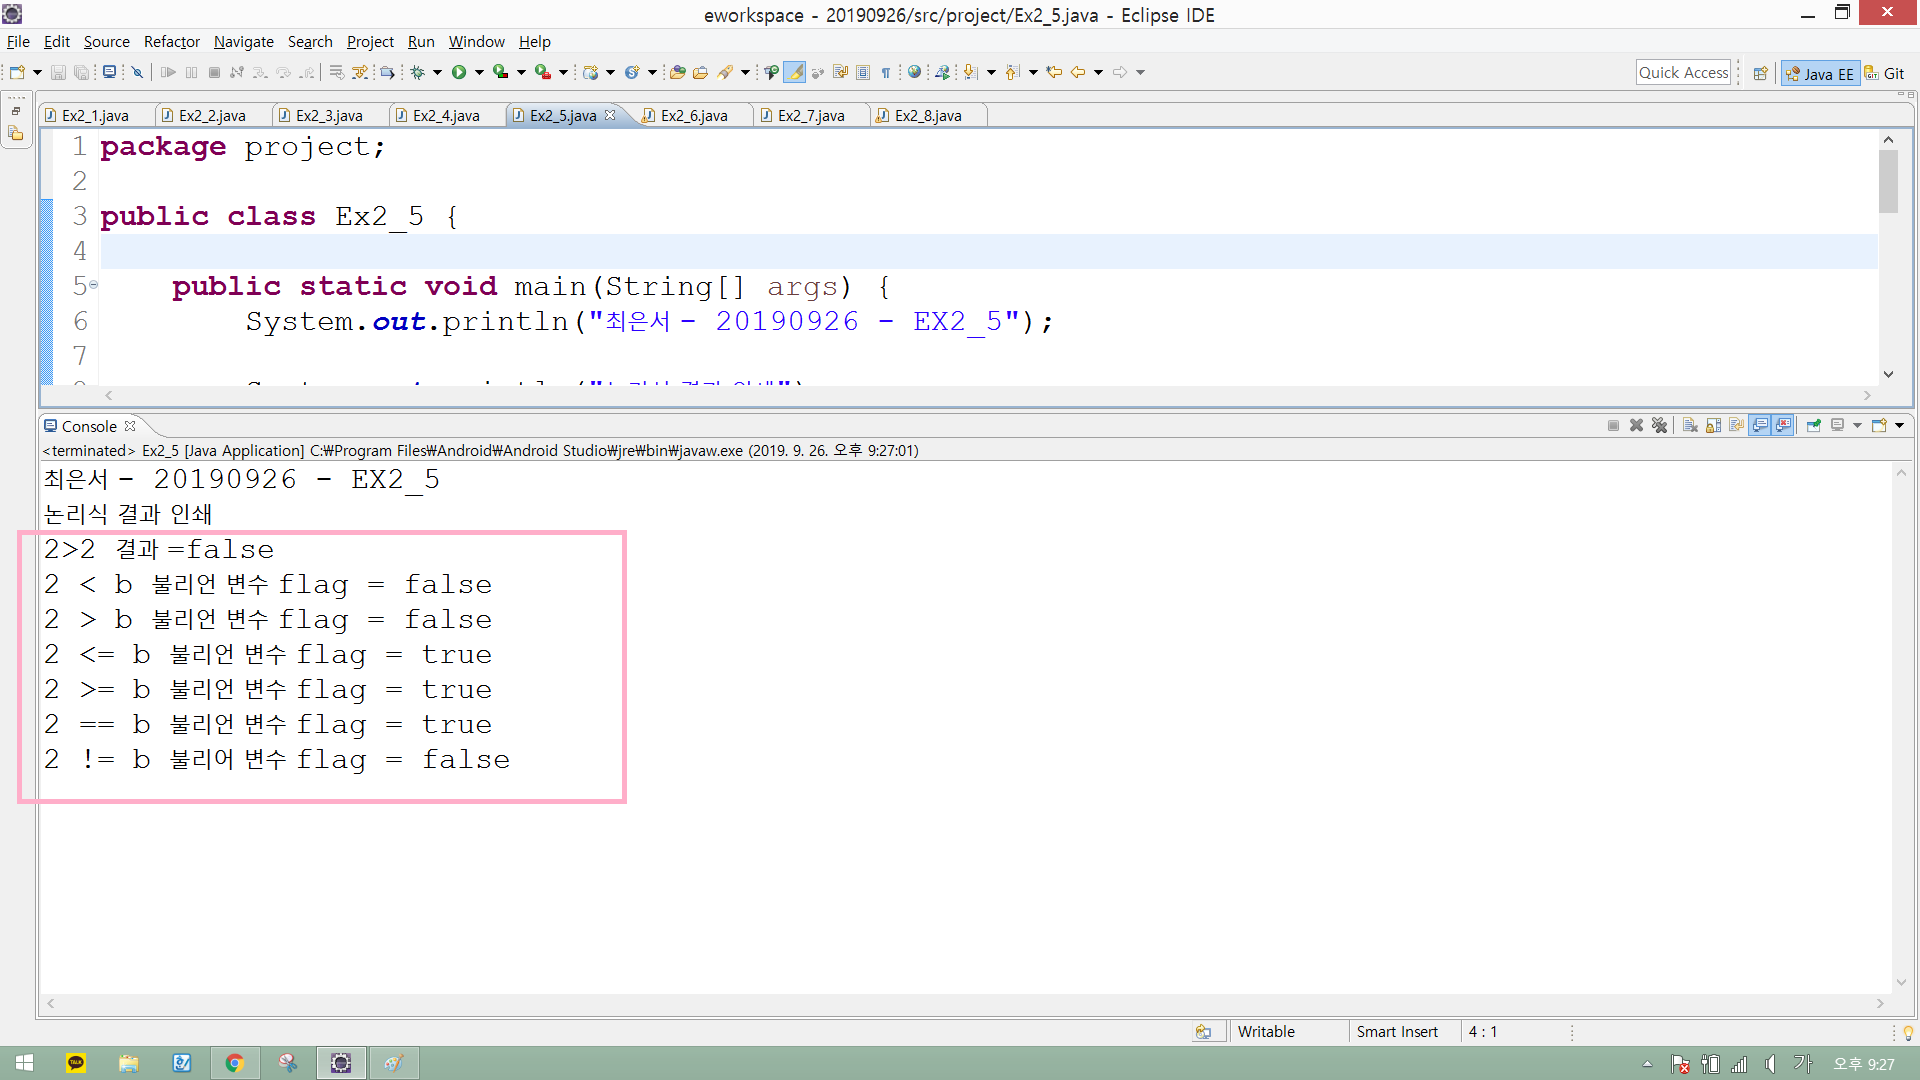 eworkspace - 20190926/src/project/Ex2_5.java - Eclipse IDE
File Edit Source Refactor Navigate Search Project Run Window Help
Quick Access Java EE Git
Ex2_1.java Ex2_2.java Ex2_3.java Ex2_4.java Ex2_5.java Ex2_6.java Ex2_7.java Ex2_8.java
1 package project;
2
3 public class Ex2_5 {
4
5 public static void main(String[] args) {
6 System.out.println("최은서 - 20190926 - EX2_5");
7
Console
<terminated> Ex2_5 [Java Application] C:₩Program Files₩Android₩Android Studio₩jre₩bin₩javaw.exe (2019. 9. 26. 오후 9:27:01)
최은서 - 20190926 - EX2_5
논리식 결과 인쇄
2>2 결과 =false
2 < b 불리언 변수 flag = false
2 > b 불리언 변수 flag = false
2 <= b 불리언 변수 flag = true
2 >= b 불리언 변수 flag = true
2 == b 불리언 변수 flag = true
2 != b 불리어 변수 flag = false
Writable Smart Insert 4 : 1
TALK 가 오후 9:27